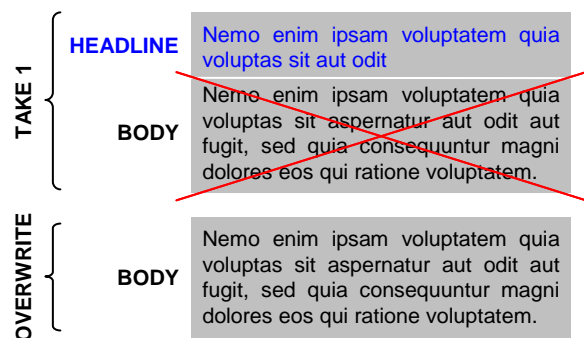 TAKE 1
HEADLINE
Nemo enim ipsam voluptatem quia
voluptas sit aut odit
BODY
Nemo enim ipsam voluptatem quia
voluptas sit aspernatur aut odit aut
fugit, sed quia consequuntur magni
dolores eos qui ratione voluptatem.
OVERWRITE
BODY
Nemo enim ipsam voluptatem quia
voluptas sit aspernatur aut odit aut
fugit, sed quia consequuntur magni
dolores eos qui ratione voluptatem.